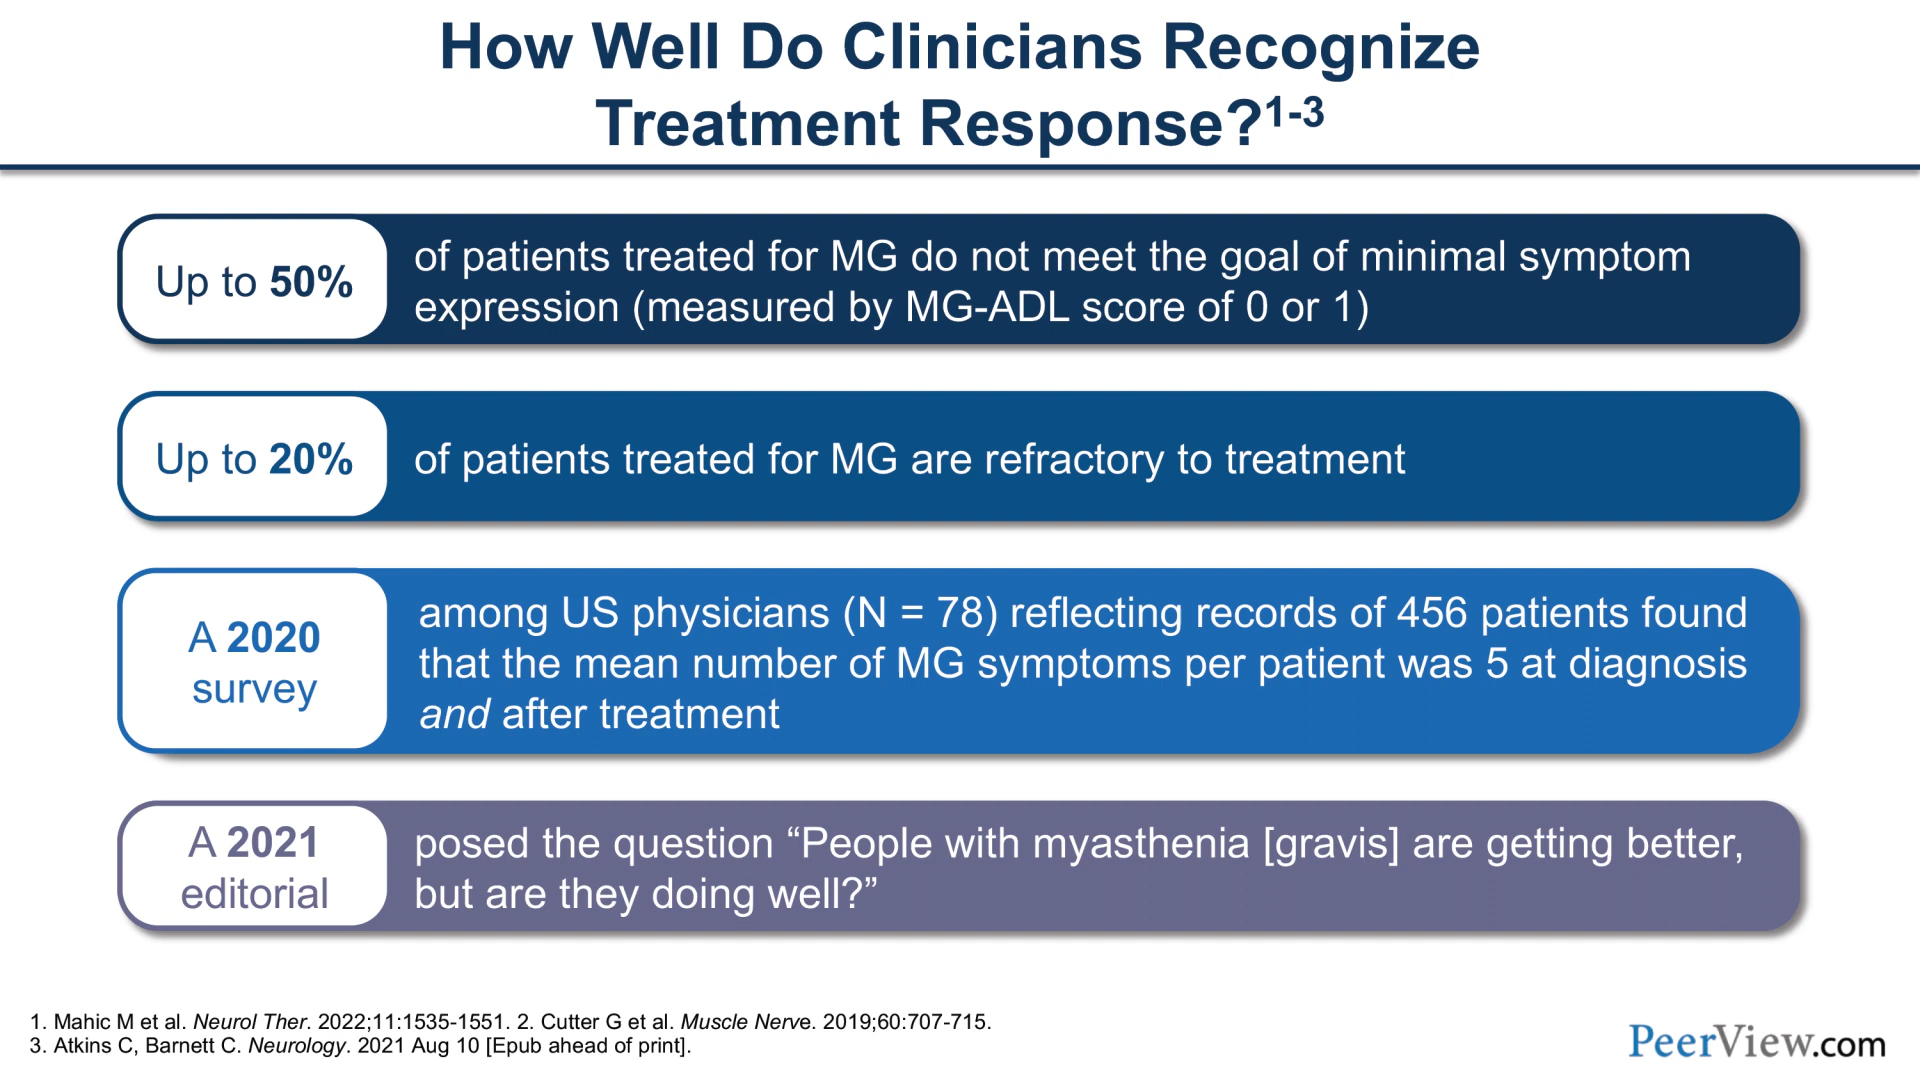 How Well Do Clinicians Recognize
Treatment Response?1-3
Up to 50%
of patients treated for MG do not meet the goal of minimal symptom
expression (measured by MG-ADL score of 0 or 1)
Up to 20%
of patients treated for MG are refractory to treatment
A 2020
survey
among US physicians (N = 78) reflecting records of 456 patients found
that the mean number of MG symptoms per patient was 5 at diagnosis
and after treatment
A 2021
editorial
posed the question “People with myasthenia [gravis] are getting better,
but are they doing well?”
1. Mahic M et al. Neurol Ther. 2022;11:1535-1551. 2. Cutter G et al. Muscle Nerve. 2019;60:707-715.
3. Atkins C, Barnett C. Neurology. 2021 Aug 10 [Epub ahead of print].
PeerView.com